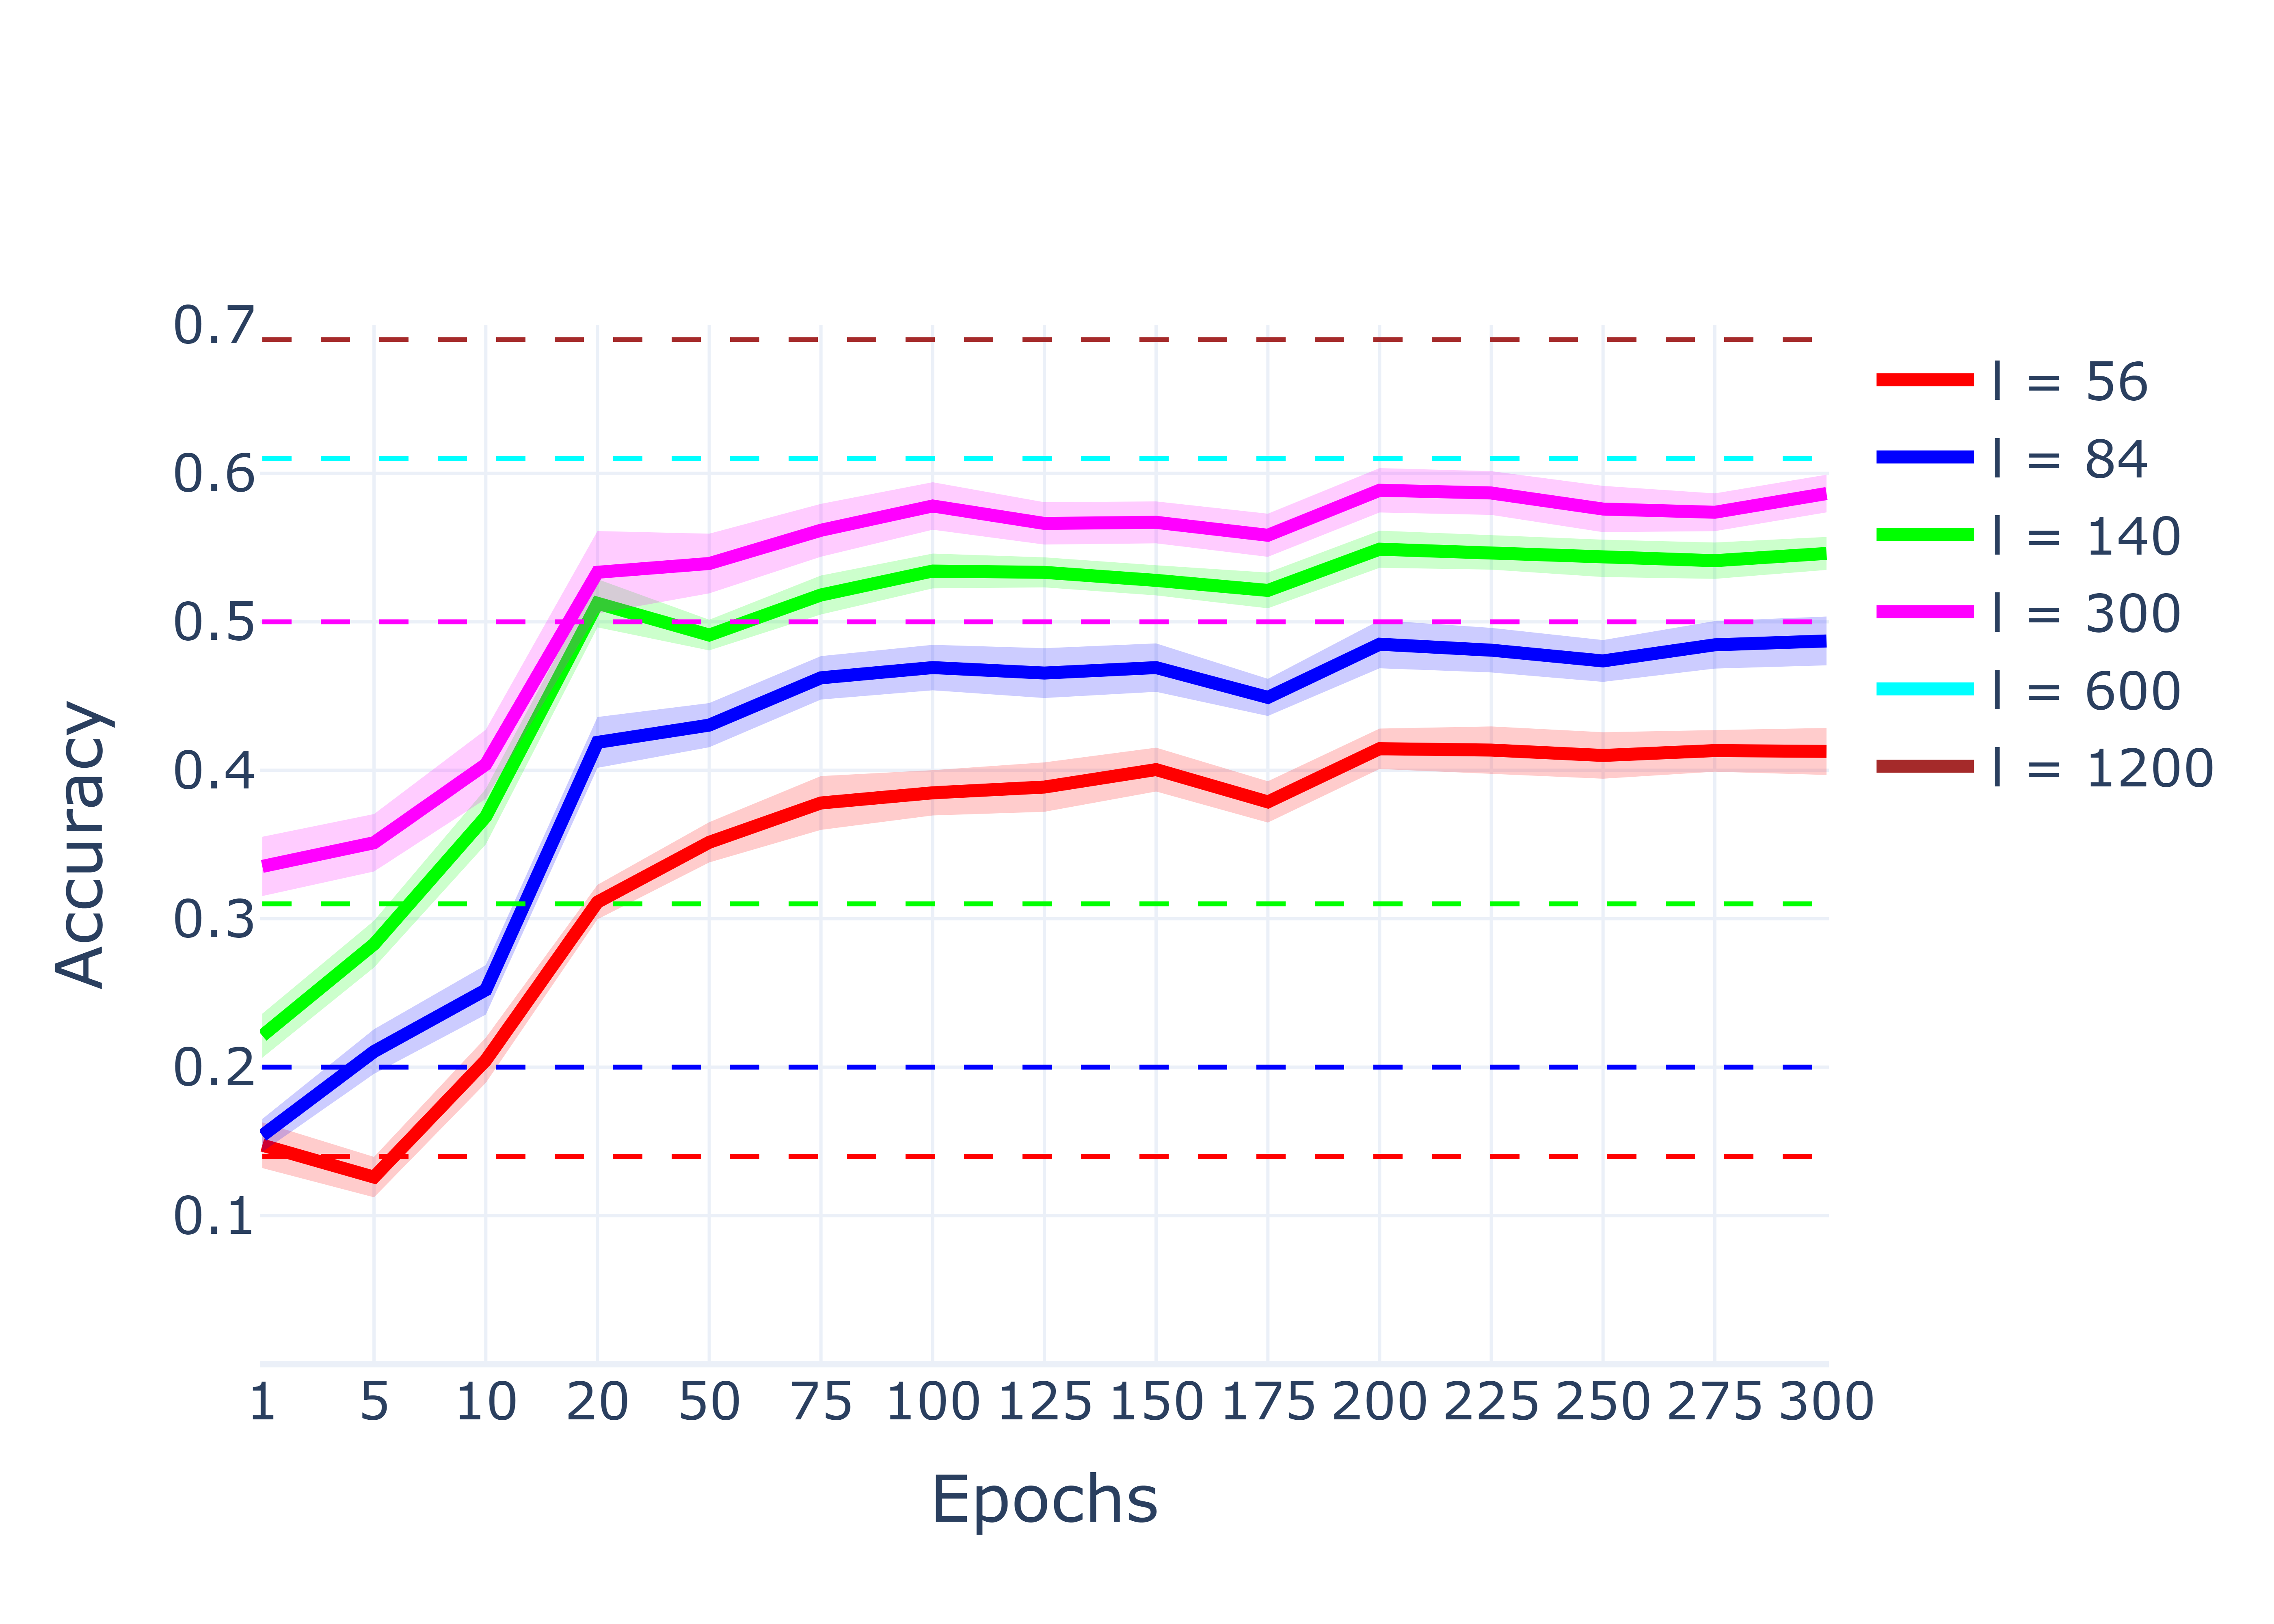 Accuracy
0.7
0.6
0.5
0.4
0.3
0.2
0.1
1 5 10 20 50 75 100 125 150 175 200 225 250 275 300
Epochs
l = 56
l = 84
l = 140
l = 300
l = 600
l = 1200